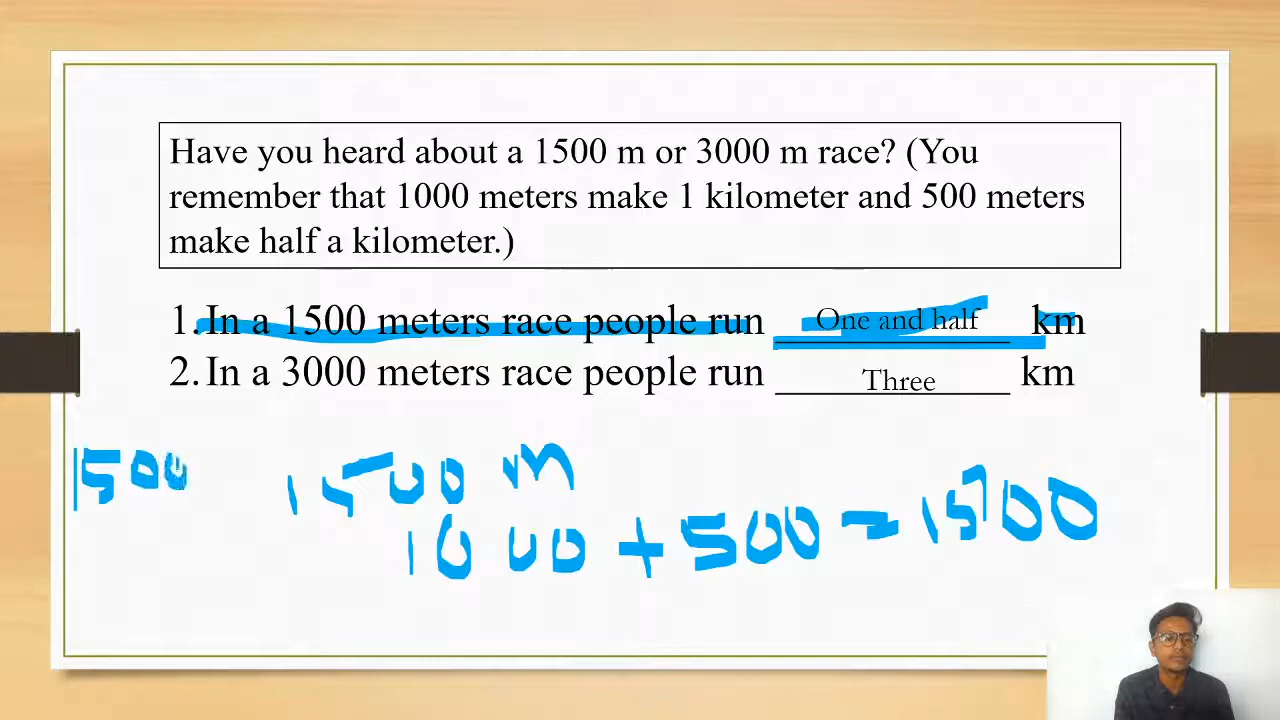 Have you heard about a 1500 m or 3000 m race? (You
remember that 1000 meters make 1 kilometer and 500 meters
make half a kilometer.)
1. In a 1500 meters race people run One and half km
2. In a 3000 meters race people run Three km
1500 1500 m
1000 + 500 = 1500